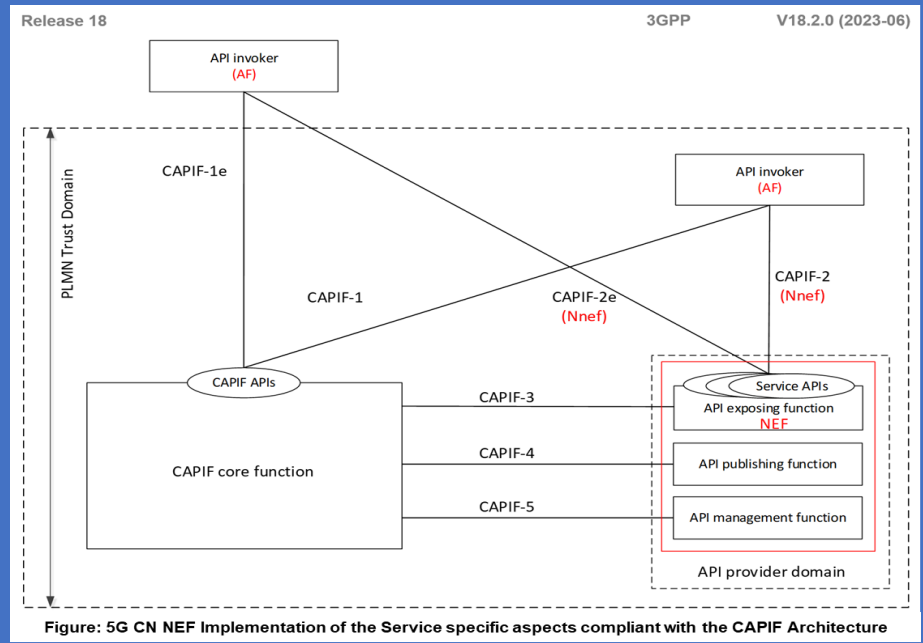 Release 18 3GPP V18.2.0 (2023-06)
API invoker
(AF)
PLMN Trust Domain
CAPIF-1e
API invoker
(AF)
CAPIF-1
CAPIF-2e
(Nnef)
CAPIF-2
(Nnef)
CAPIF APIs
Service APIs
CAPIF core function
CAPIF-3
API exposing function
NEF
CAPIF-4
API publishing function
CAPIF-5
API management function
API provider domain
Figure: 5G CN NEF Implementation of the Service specific aspects compliant with the CAPIF Architecture